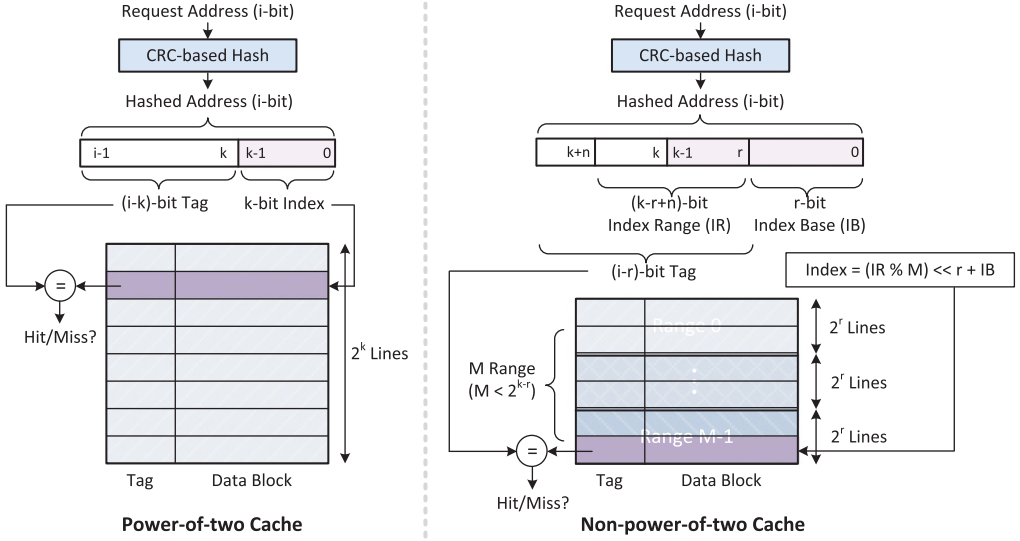 Request Address (i-bit)
CRC-based Hash
Hashed Address (i-bit)
i-1 k k-1 0
(i-k)-bit Tag k-bit Index
=
Hit/Miss?
2^k Lines
Tag Data Block
Power-of-two Cache
Request Address (i-bit)
CRC-based Hash
Hashed Address (i-bit)
k+n k k-1 r 0
(k-r+n)-bit
Index Range (IR)
r-bit
Index Base (IB)
(i-r)-bit Tag
Index = (IR % M) << r + IB
Range 0
2^r Lines
M Range
(M < 2^k-r)
2^r Lines
Range M-1
2^r Lines
=
Hit/Miss?
Tag Data Block
Non-power-of-two Cache